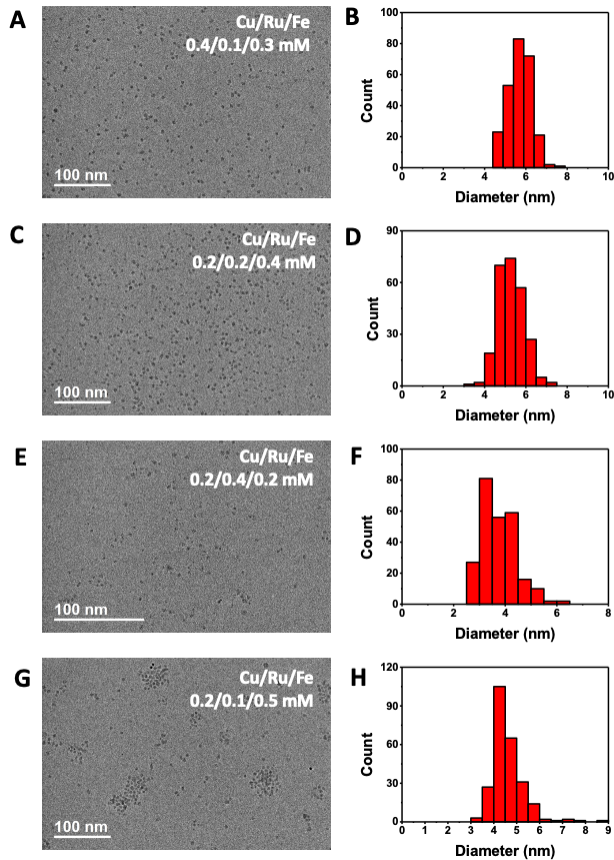 A
Cu/Ru/Fe
0.4/0.1/0.3 mM
100 nm
B
Count
100
80
60
40
20
0
0 2 4 6 8 10
Diameter (nm)
C
Cu/Ru/Fe
0.2/0.2/0.4 mM
100 nm
D
Count
90
60
30
0
0 2 4 6 8 10
Diameter (nm)
E
Cu/Ru/Fe
0.2/0.4/0.2 mM
100 nm
F
Count
100
80
60
40
20
0
0 2 4 6 8
Diameter (nm)
G
Cu/Ru/Fe
0.2/0.1/0.5 mM
100 nm
H
Count
120
90
60
30
0
0 1 2 3 4 5 6 7 8 9
Diameter (nm)